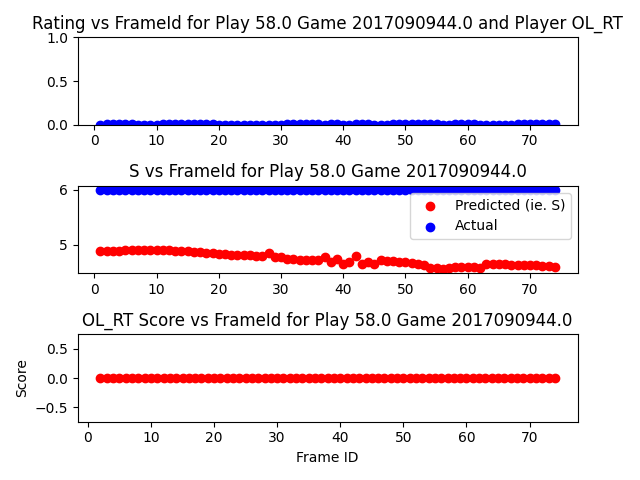 Rating vs FrameId for Play 58.0 Game 2017090944.0 and Player OL_RT
1.0
0.5
0.0
0 10 20 30 40 50 60 70
S vs FrameId for Play 58.0 Game 2017090944.0
6
5
Predicted (ie. S)
Actual
0 10 20 30 40 50 60 70
OL_RT Score vs FrameId for Play 58.0 Game 2017090944.0
Score
0.5
0.0
−0.5
0 10 20 30 40 50 60 70
Frame ID